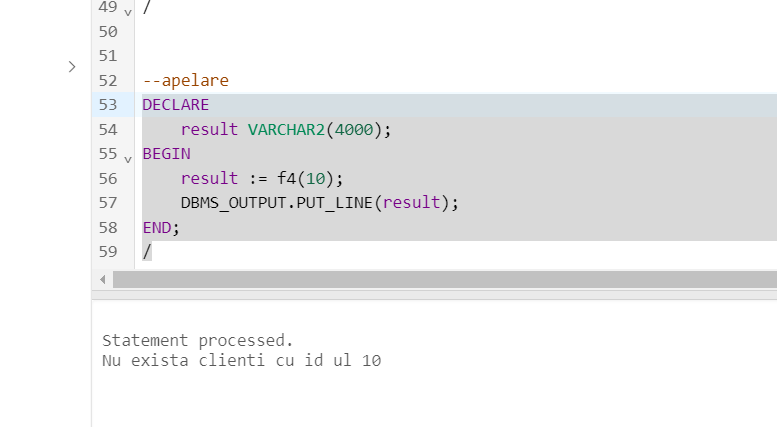 49 /
50
51
52 --apelare
53 DECLARE
54 result VARCHAR2(4000);
55 BEGIN
56 result := f4(10);
57 DBMS_OUTPUT.PUT_LINE(result);
58 END;
59 /
Statement processed.
Nu exista clienti cu id ul 10